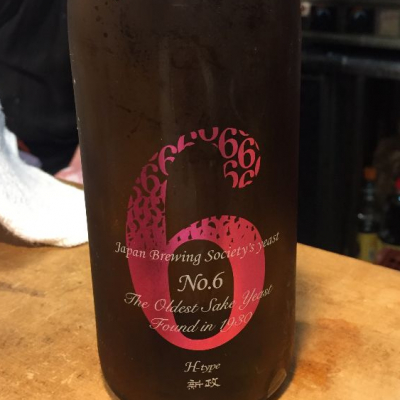 6
Japan Brewing Society's yeast
No.6
The Oldest Sake Yeast
Found in 1930
H-type
新政